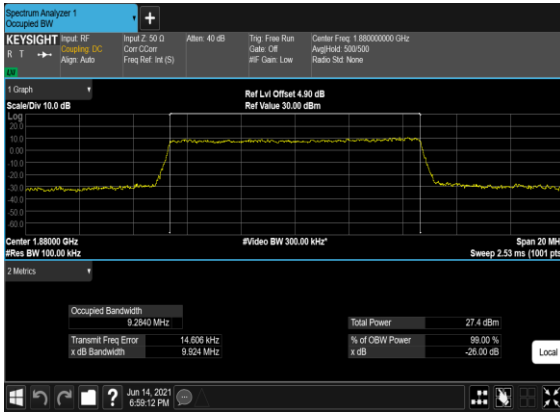 Spectrum Analyzer 1
Occupied BW
KEYSIGHT
R T
LW
Input: RF
Coupling: DC
Align: Auto
Input Z: 50 Ω
Corr CCorr
Freq Ref: Int (S)
Atten: 40 dB
Trig: Free Run
Gate: Off
#IF Gain: Low
Center Freq: 1.880000000 GHz
Avg|Hold: 500/500
Radio Std: None
1 Graph
Scale/Div 10.0 dB
Ref Lvl Offset 4.90 dB
Ref Value 30.00 dBm
Log
20.0
10.0
0.00
-10.0
-20.0
-30.0
-40.0
-50.0
-60.0
Center 1.88000 GHz
#Res BW 100.00 kHz
#Video BW 300.00 kHz*
Span 20 MH
Sweep 2.53 ms (1001 pts
2 Metrics
Occupied Bandwidth
9.2840 MHz
Total Power 27.4 dBm
Transmit Freq Error 14.606 kHz
x dB Bandwidth 9.924 MHz
% of OBW Power 99.00 %
x dB -26.00 dB
Local
?
Jun 14, 2021
6:59:12 PM